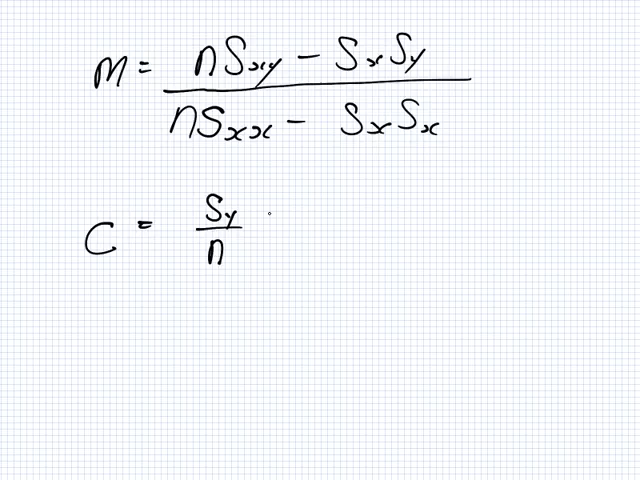 m = nSxy - SxSy / nSxx - SxSx
C = Sy / n